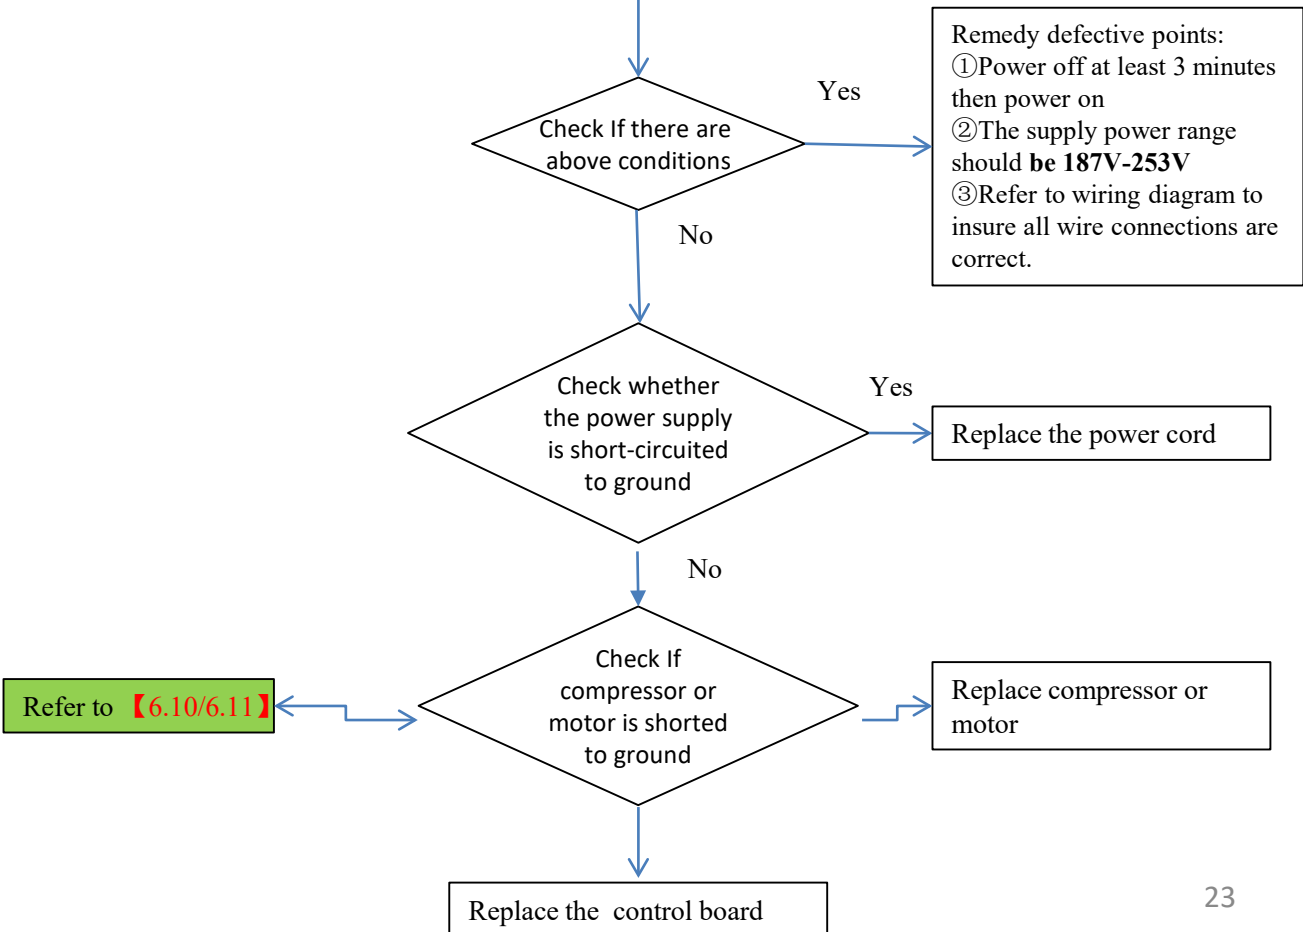 Yes
Check If there are
above conditions
Remedy defective points:
①Power off at least 3 minutes
then power on
②The supply power range
should be 187V-253V
③Refer to wiring diagram to
insure all wire connections are
correct.
No
Check whether
the power supply
is short-circuited
to ground
Yes
Replace the power cord
No
Check If
compressor or
motor is shorted
to ground
Refer to 【6.10/6.11】
Replace compressor or
motor
Replace the control board
23